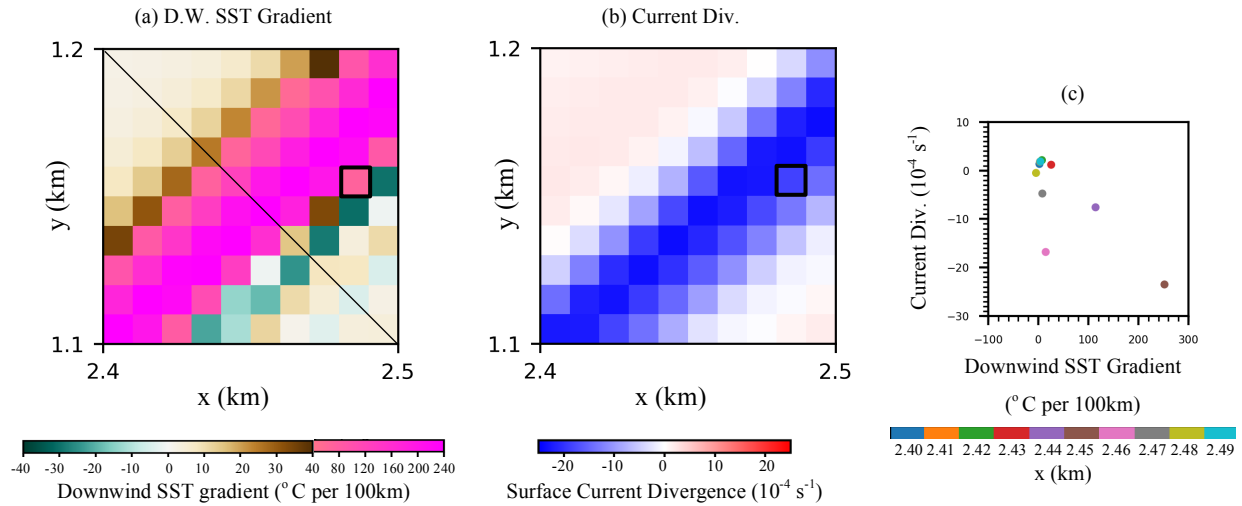 (a) D.W. SST Gradient
1.2
y (km)
1.1
2.4
2.5
x (km)
-40 -30 -20 -10 0 10 20 30 40 80 120 160 200 240
Downwind SST gradient (°C per 100km)
(b) Current Div.
1.2
y (km)
1.1
2.4
2.5
x (km)
-20 -10 0 10 20
Surface Current Divergence (10⁻⁴ s⁻¹)
(c)
10
0
−10
−20
−30
Current Div. (10⁻⁴ s⁻¹)
−100 0 100 200 300
Downwind SST Gradient
(°C per 100km)
2.40 2.41 2.42 2.43 2.44 2.45 2.46 2.47 2.48 2.49
x (km)